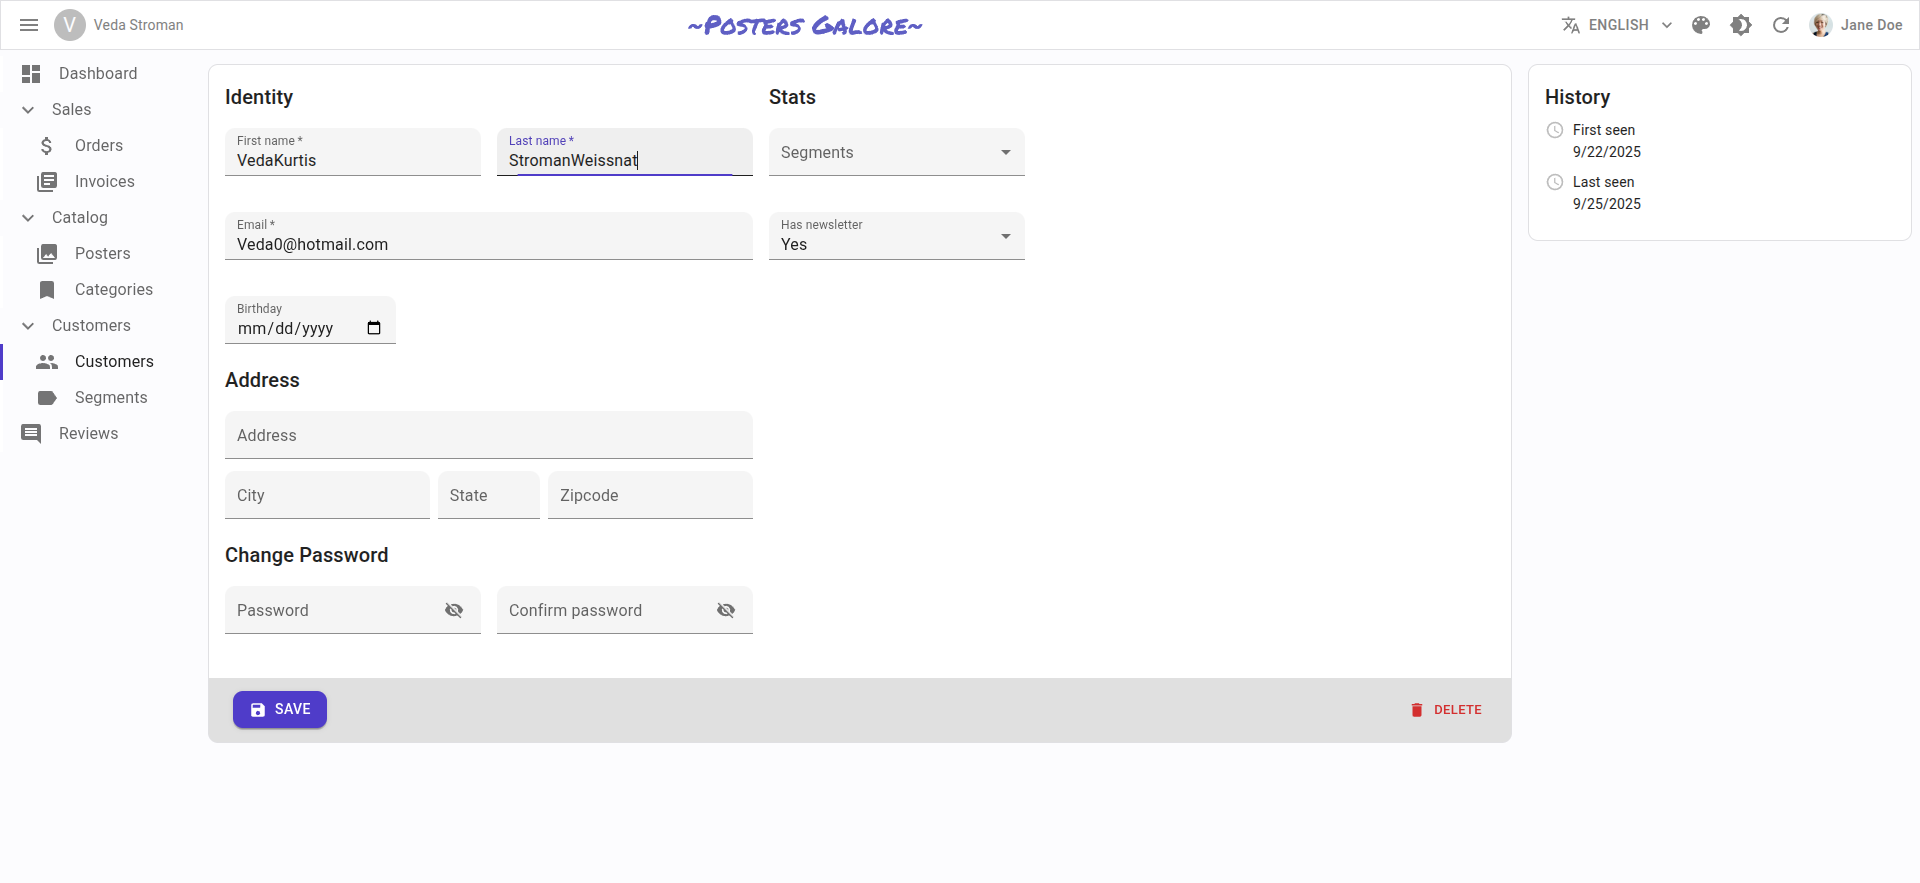 V
Veda Stroman
~Posters Galore~
ENGLISH
Jane Doe
Dashboard
Sales
Orders
Invoices
Catalog
Posters
Categories
Customers
Customers
Segments
Reviews
Identity
First name *
VedaKurtis
Last name *
StromanWeissnat
Email *
Veda0@hotmail.com
Birthday
mm/dd/yyyy
Address
Address
City
State
Zipcode
Change Password
Password
Confirm password
Stats
Segments
Has newsletter
Yes
SAVE
DELETE
History
First seen
9/22/2025
Last seen
9/25/2025